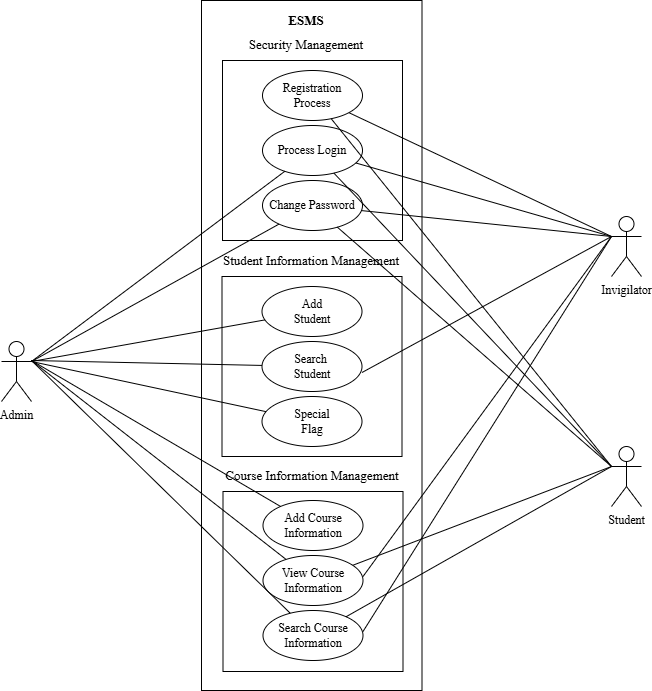 ESMS
Security Management
Registration
Process
Process Login
Change Password
Student Information Management
Add
Student
Search
Student
Special
Flag
Course Information Management
Add Course
Information
View Course
Information
Search Course
Information
Admin
Invigilator
Student